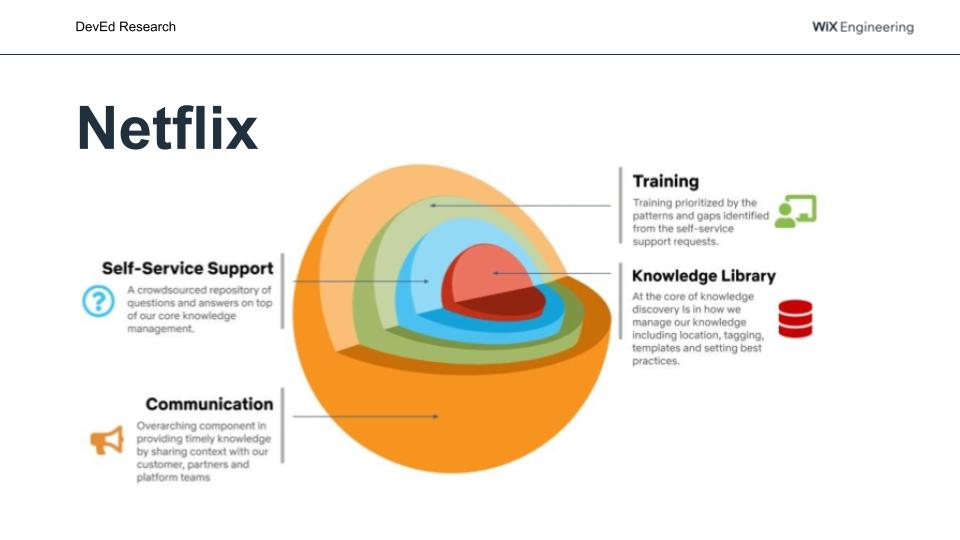 DevEd Research
WiX Engineering
Netflix
Training
Training prioritized by the
patterns and gaps identified
from the self-service
support requests.
Self-Service Support
A crowdsourced repository of
questions and answers on top
of our core knowledge
management.
Knowledge Library
At the core of knowledge
discovery Is in how we
manage our knowledge
including location, tagging,
templates and setting best
practices.
Communication
Overarching component in
providing timely knowledge
by sharing context with our
customer, partners and
platform teams